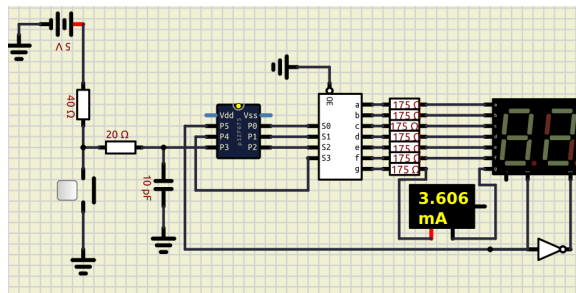 5 V
40 Ω
20 Ω
10 pF
Vdd Vss
P5 P0
P4 P1
P3 P2
OE
S0
S1
S2
S3
a 175 Ω
b 175 Ω
c 175 Ω
d 175 Ω
e 175 Ω
f 175 Ω
g 175 Ω
3.606
mA